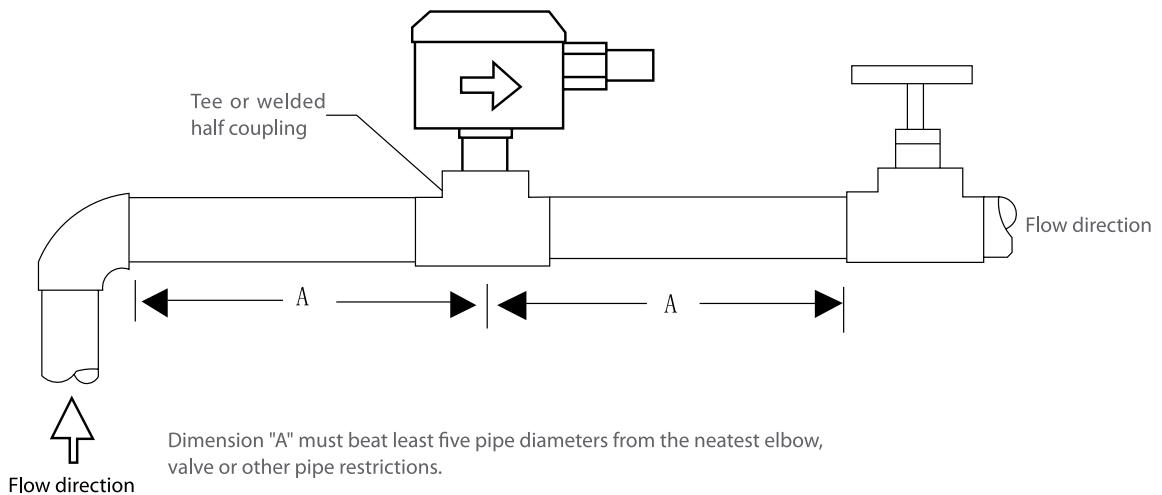 Tee or welded
half coupling
Flow direction
A
A
Dimension "A" must beat least five pipe diameters from the neatest elbow,
valve or other pipe restrictions.
Flow direction